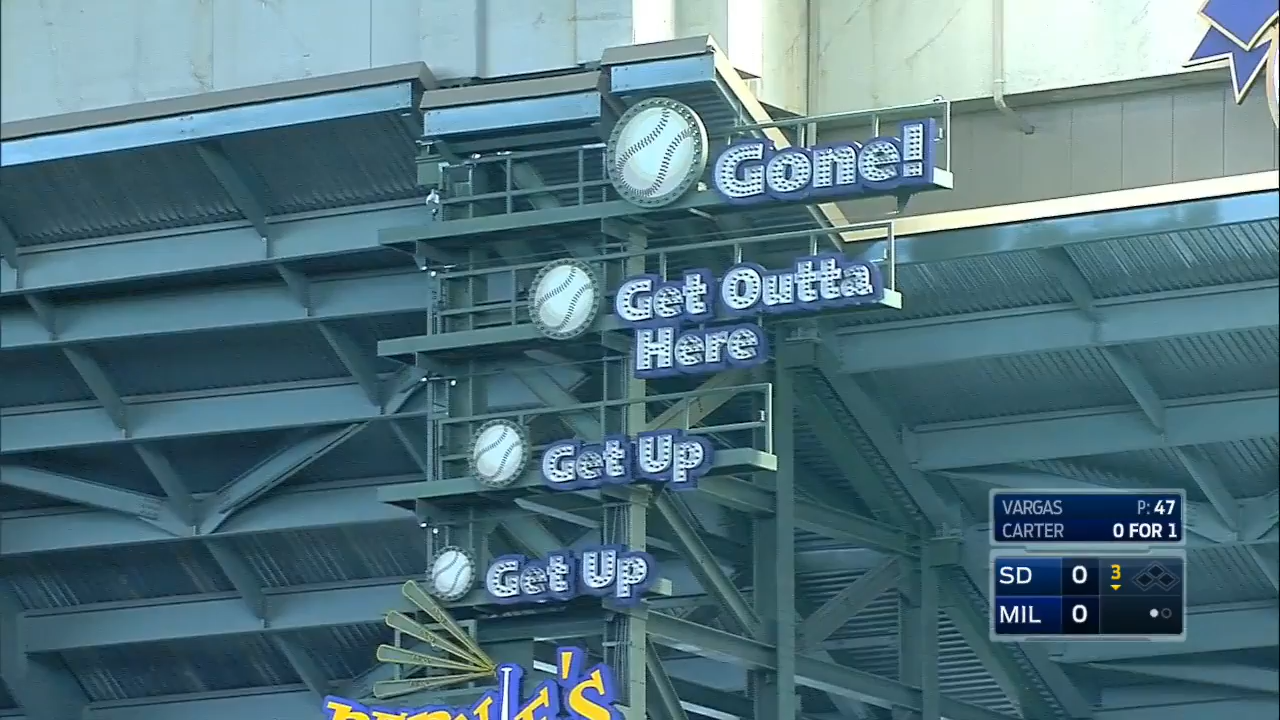 Gone!
Get Outta
Here
Get Up
Get Up
BERNIE'S
VARGAS P: 47
CARTER 0 FOR 1
SD 0 3
MIL 0